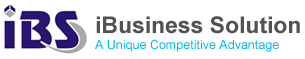 iBS iBusiness Solution
A Unique Competitive Advantage